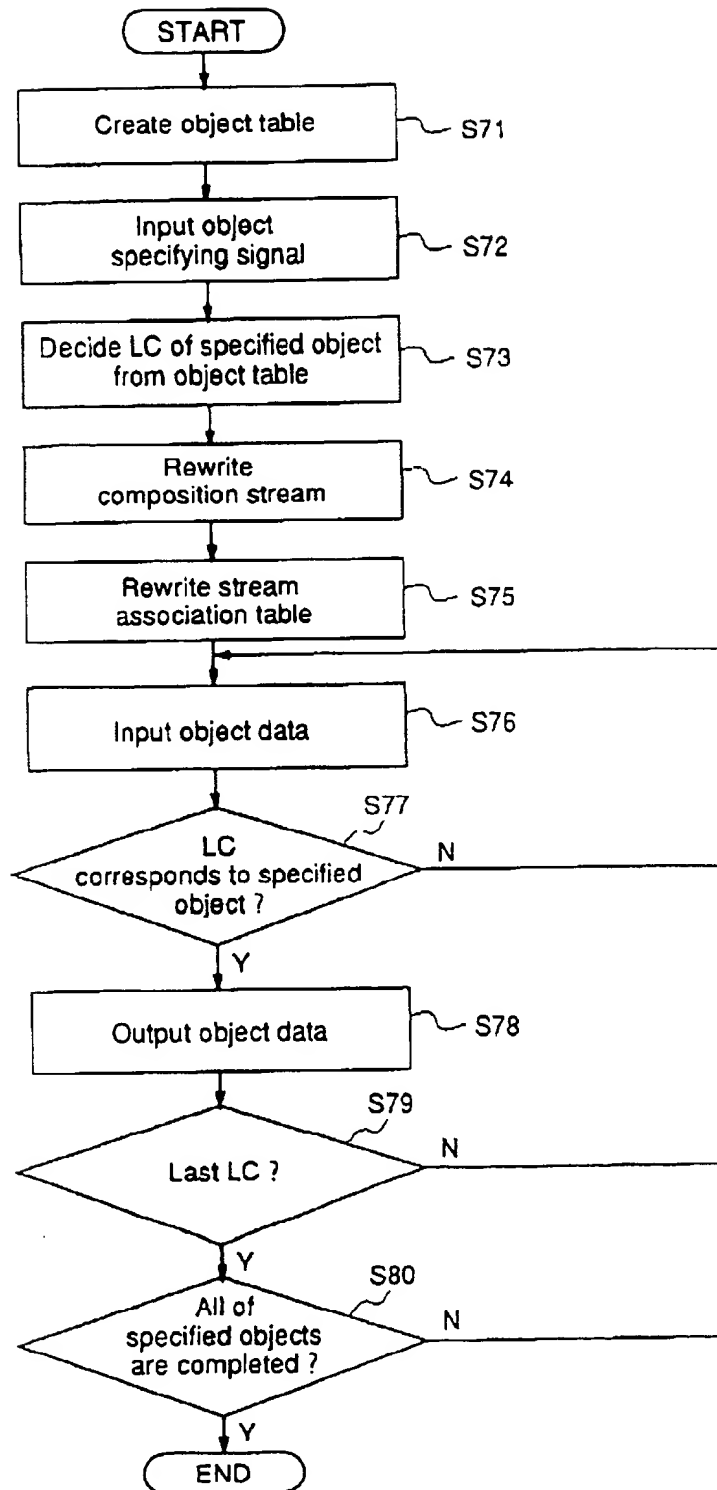 START
Create object table
S71
Input object
specifying signal
S72
Decide LC of specified object
from object table
S73
Rewrite
composition stream
S74
Rewrite stream
association table
S75
Input object data
S76
S77
LC
corresponds to specified
object ?
N
Y
Output object data
S78
S79
Last LC ?
N
Y
S80
All of
specified objects
are completed ?
N
Y
END